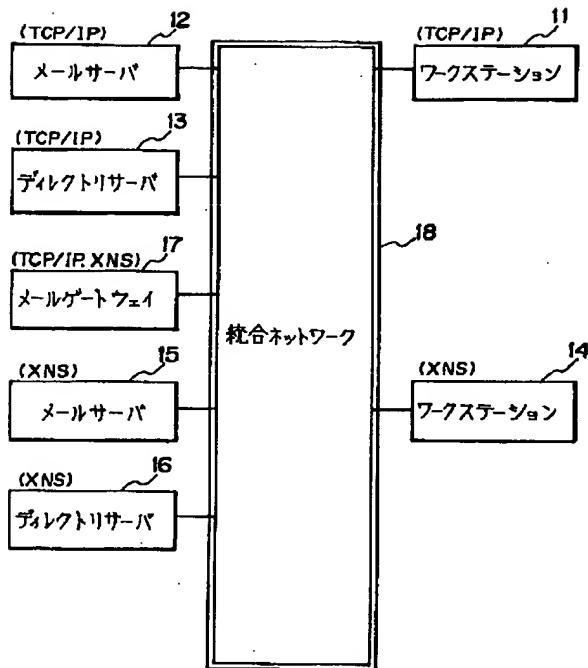 (TCP/IP) 12
メールサーバ
(TCP/IP) 13
ディレクトリサーバ
(TCP/IP, XNS) 17
メールゲートウェイ
(XNS) 15
メールサーバ
(XNS) 16
ディレクトリサーバ
統合ネットワーク
18
(TCP/IP) 11
ワークステーション
(XNS) 14
ワークステーション